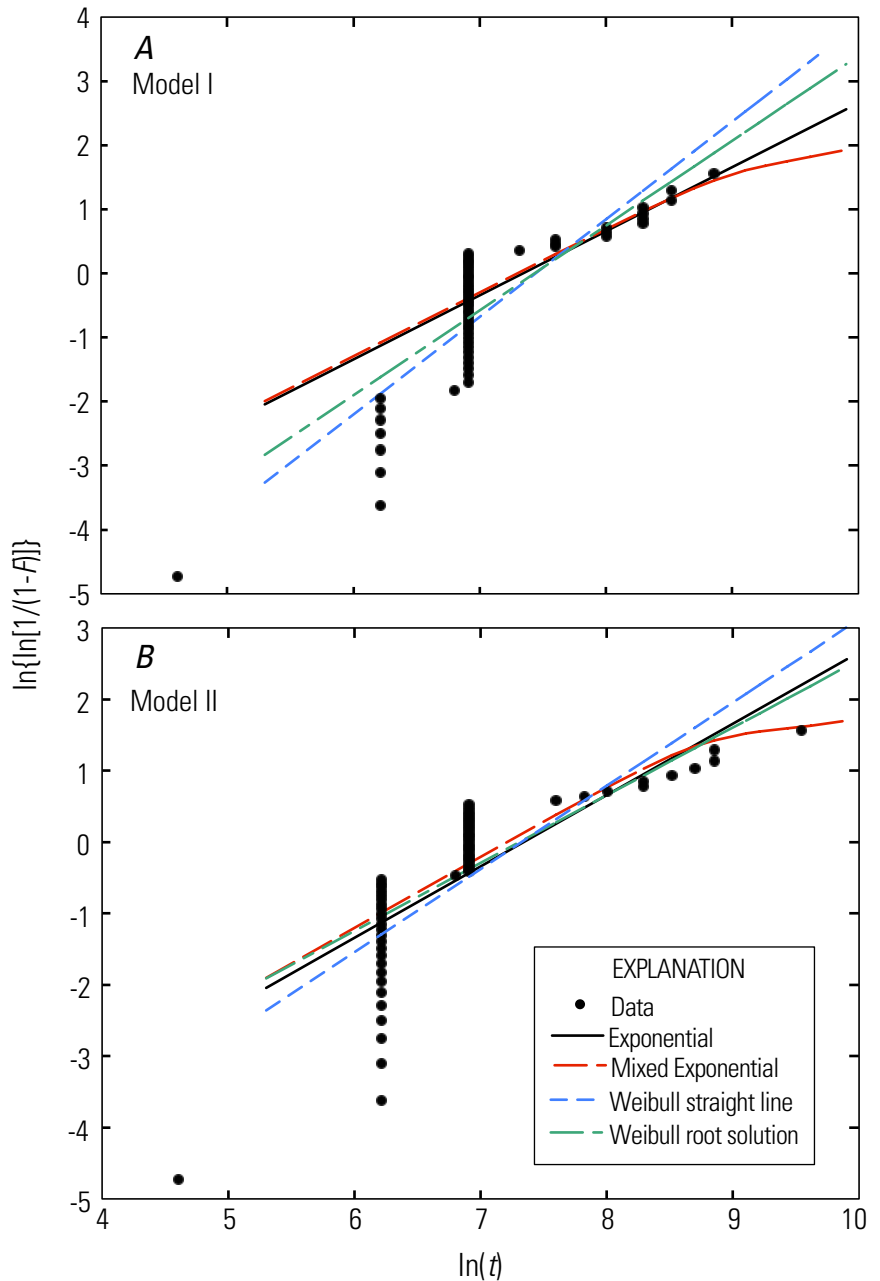 4
A
Model I
3
2
1
0
-1
-2
-3
-4
-5
ln{ln[1/(1-F)]}
3
B
Model II
2
1
0
-1
-2
-3
-4
-5
EXPLANATION
Data
Exponential
Mixed Exponential
Weibull straight line
Weibull root solution
4 5 6 7 8 9 10
ln(t)